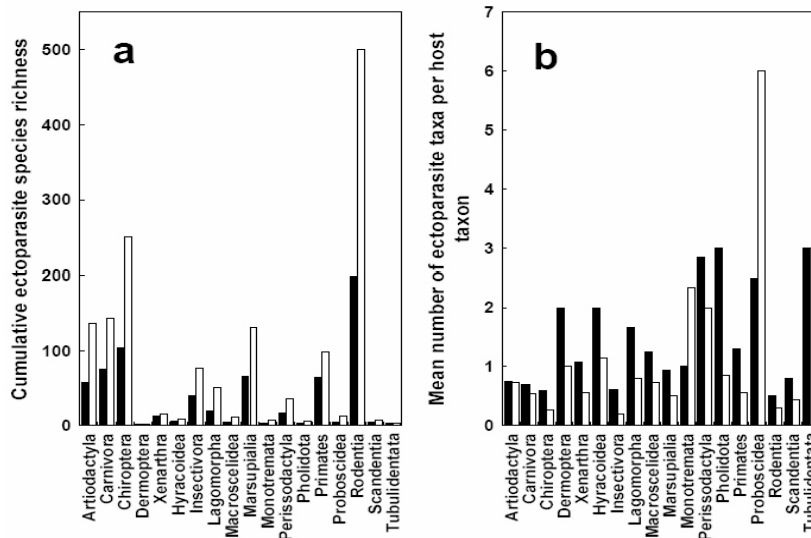 a
Cumulative ectoparasite species richness
500
400
300
200
100
0
Artiodactyla
Carnivora
Chiroptera
Dermoptera
Xenarthra
Hyracoidea
Insectivora
Lagomorpha
Macroscelidea
Marsupialia
Monotremata
Perissodactyla
Pholidota
Primates
Proboscidea
Rodentia
Scandentia
Tubulidentata
b
Mean number of ectoparasite taxa per host
taxon
7
6
5
4
3
2
1
0
Artiodactyla
Carnivora
Chiroptera
Dermoptera
Xenarthra
Hyracoidea
Insectivora
Lagomorpha
Macroscelidea
Marsupialia
Monotremata
Perissodactyla
Pholidota
Primates
Proboscidea
Rodentia
Scandentia
Tubulidentata